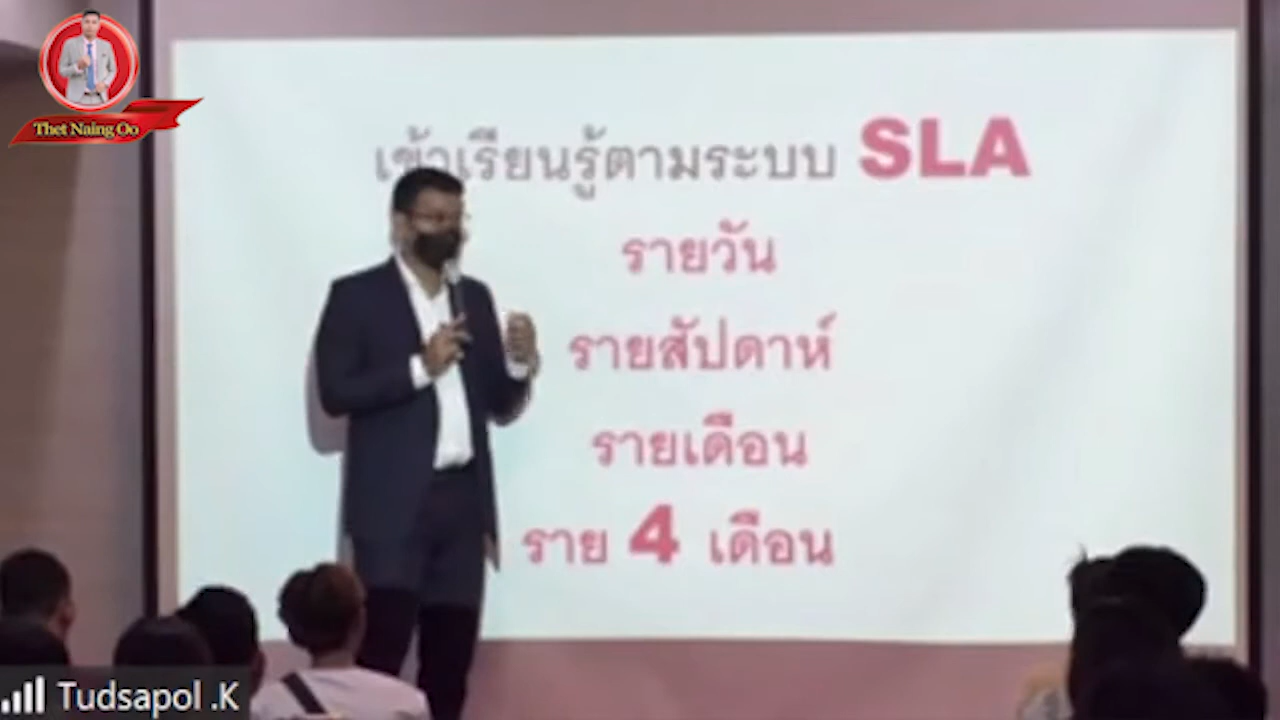 Thet Naing Oo
เข้าเรียนรู้ตามระบบ SLA
รายวัน
รายสัปดาห์
รายเดือน
ราย 4 เดือน
Tudsapol .K